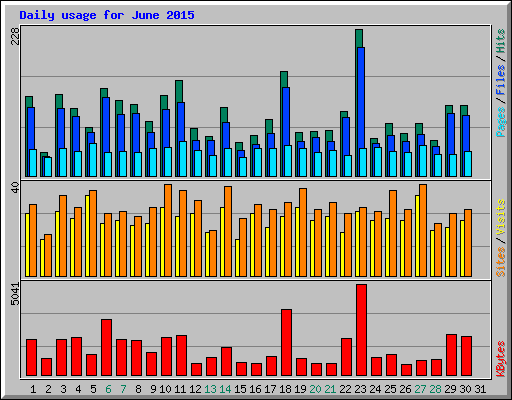 Daily usage for June 2015
228
Pages / Files / Hits
40
Sites / Visits
5041
KBytes
1 2 3 4 5 6 7 8 9 10 11 12 13 14 15 16 17 18 19 20 21 22 23 24 25 26 27 28 29 30 31